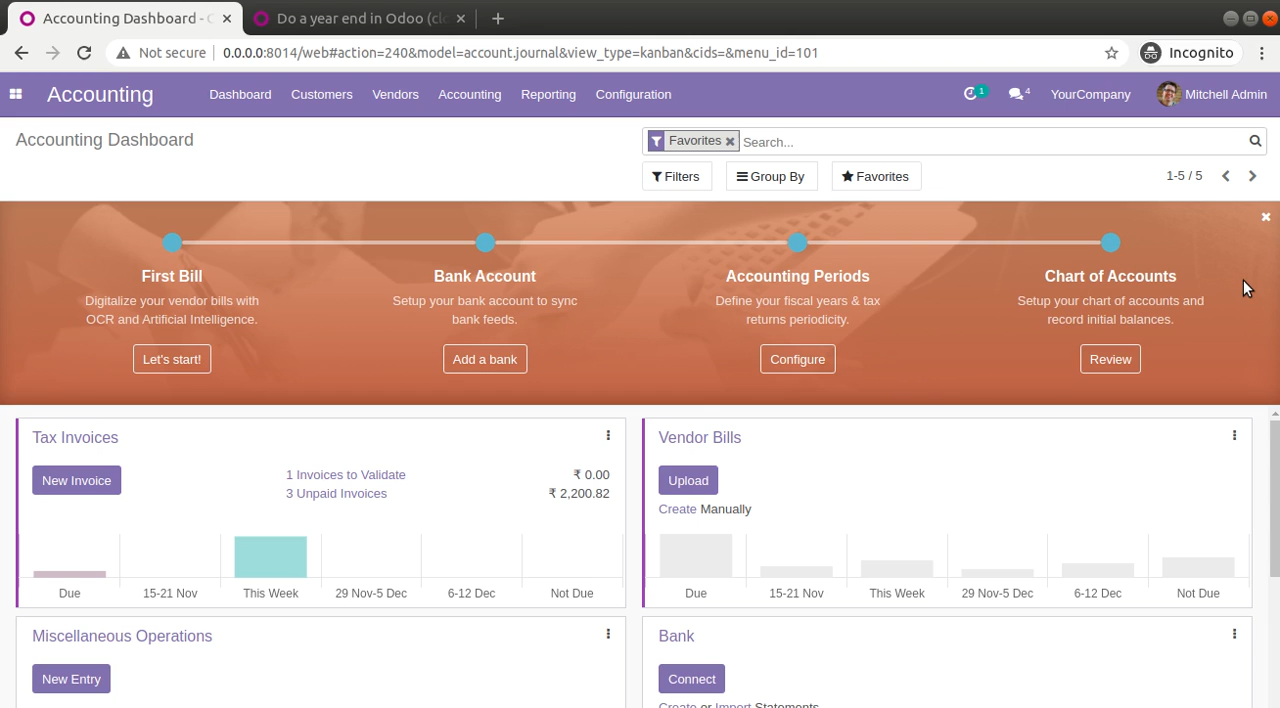 Accounting Dashboard -
Do a year end in Odoo (cl
Not secure
0.0.0.0:8014/web#action=240&model=account.journal&view_type=kanban&cids=&menu_id=101
Incognito
Accounting
Dashboard
Customers
Vendors
Accounting
Reporting
Configuration
1
4
YourCompany
Mitchell Admin
Accounting Dashboard
Favorites
Search...
Filters
Group By
Favorites
1-5 / 5
First Bill
Digitalize your vendor bills with
OCR and Artificial Intelligence.
Let's start!
Bank Account
Setup your bank account to sync
bank feeds.
Add a bank
Accounting Periods
Define your fiscal years & tax
returns periodicity.
Configure
Chart of Accounts
Setup your chart of accounts and
record initial balances.
Review
Tax Invoices
New Invoice
1 Invoices to Validate ₹ 0.00
3 Unpaid Invoices ₹ 2,200.82
Due 15-21 Nov This Week 29 Nov-5 Dec 6-12 Dec Not Due
Vendor Bills
Upload
Create Manually
Due 15-21 Nov This Week 29 Nov-5 Dec 6-12 Dec Not Due
Miscellaneous Operations
New Entry
Bank
Connect
Create or Import Statements